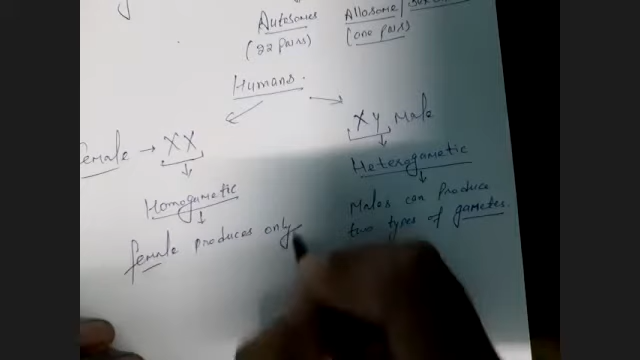 Autosomes Allosome/
(22 pairs) (one pair)
Humans.
female → XX XY Male
Homogametic Heterogametic
female produces only Males can produce
two types of gametes.